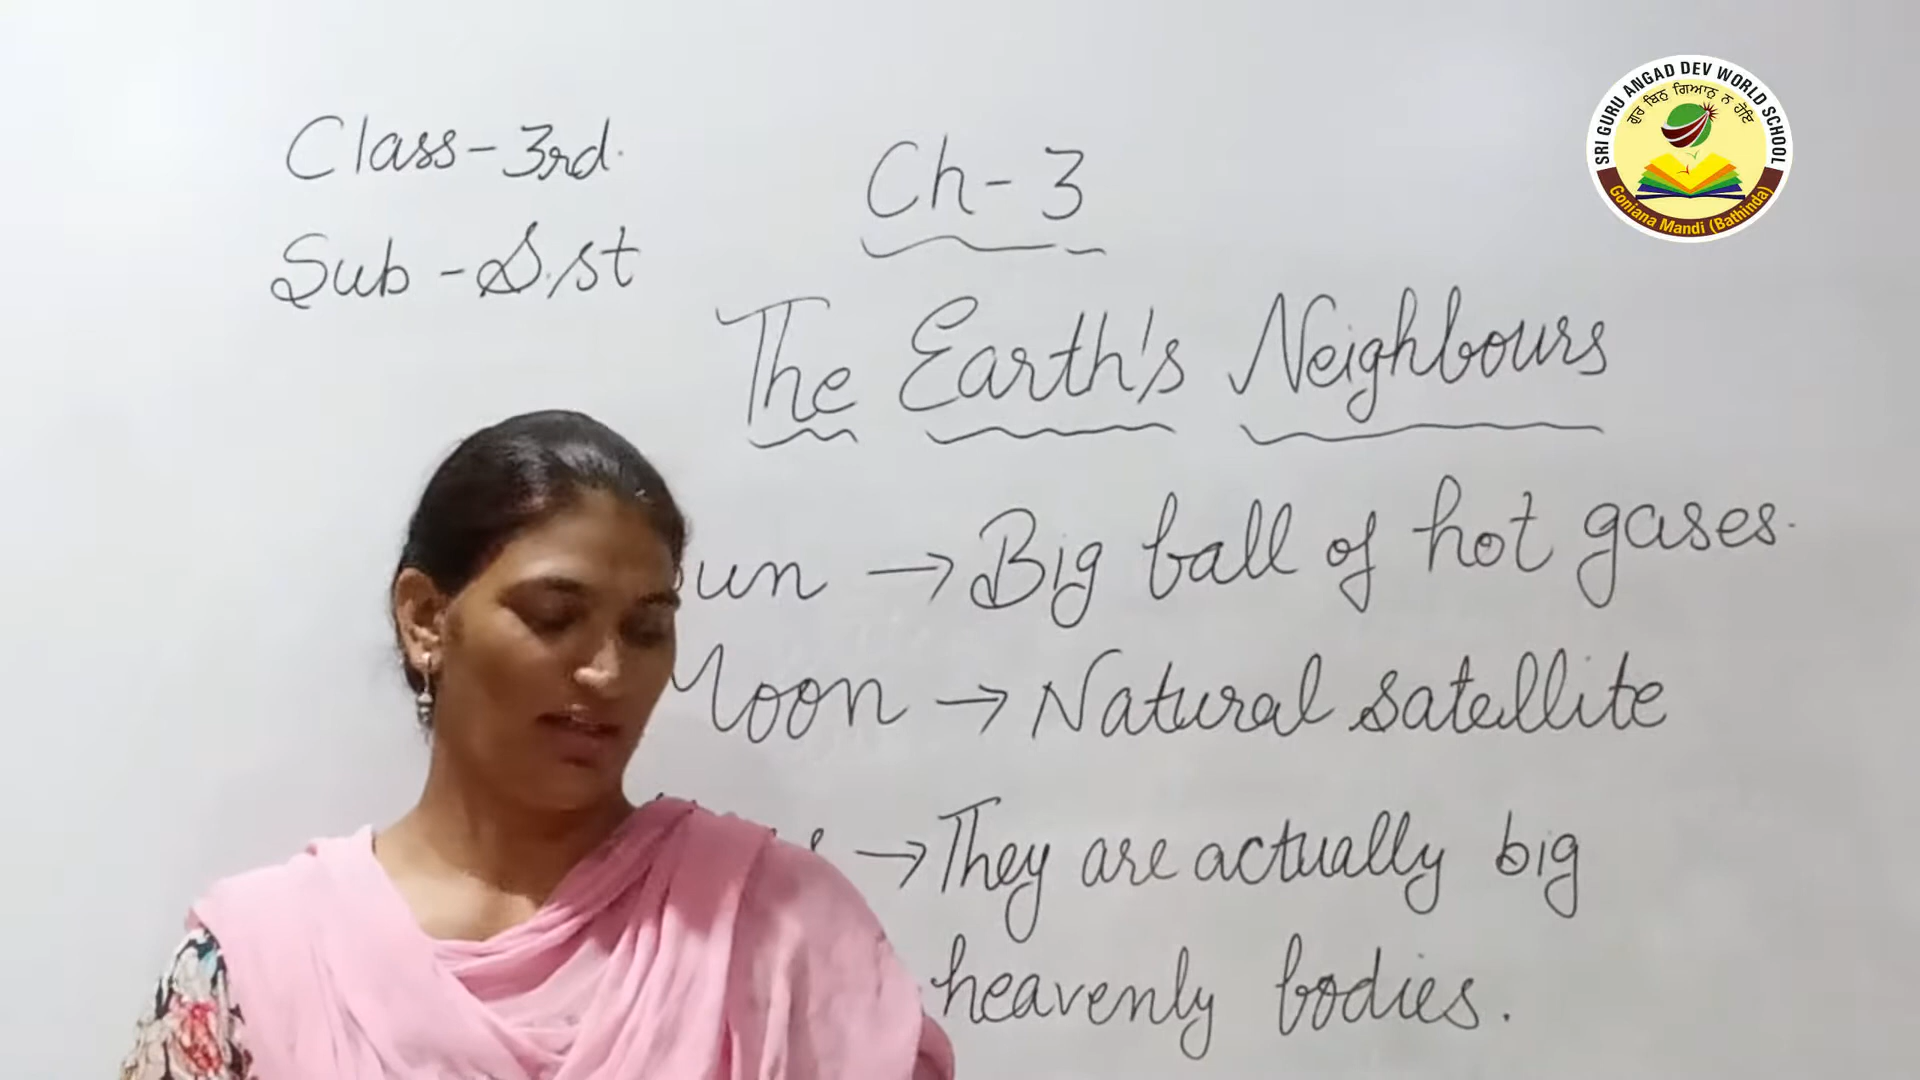 Class-3rd.
Sub-S.st
Ch-3
The Earth's Neighbours
un → Big ball of hot gases.
Moon → Natural satellite
→ They are actually big
heavenly bodies.
SRI GURU ANGAD DEV WORLD SCHOOL
ਗੁਰ ਬਿਨੁ ਗਿਆਨੁ ਨ ਹੋਇ
Goniana Mandi (Bathinda)